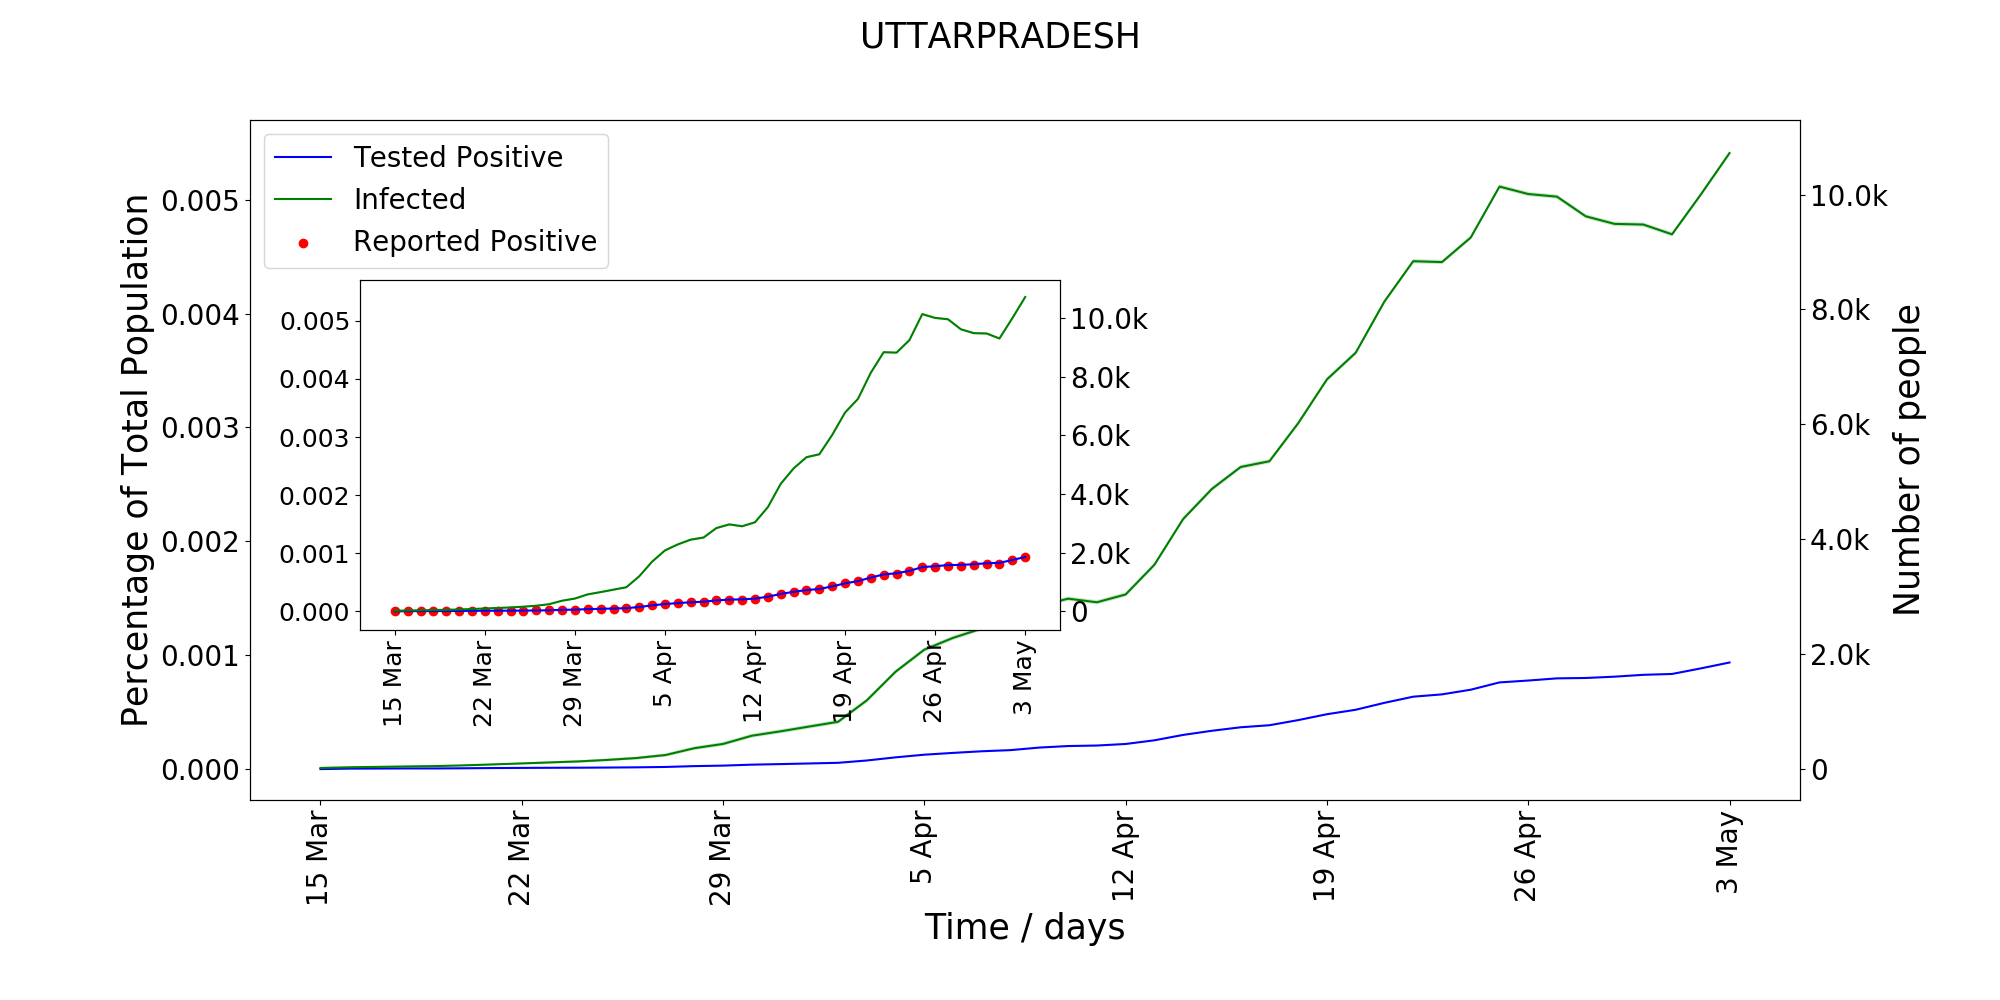 UTTARPRADESH
Tested Positive
Infected
Reported Positive
Percentage of Total Population
0.005
0.004
0.003
0.002
0.001
0.000
10.0k
8.0k
6.0k
4.0k
2.0k
0
Number of people
15 Mar
22 Mar
29 Mar
5 Apr
12 Apr
19 Apr
26 Apr
3 May
Time / days
0.005
0.004
0.003
0.002
0.001
0.000
10.0k
8.0k
6.0k
4.0k
2.0k
0
15 Mar
22 Mar
29 Mar
5 Apr
12 Apr
19 Apr
26 Apr
3 May